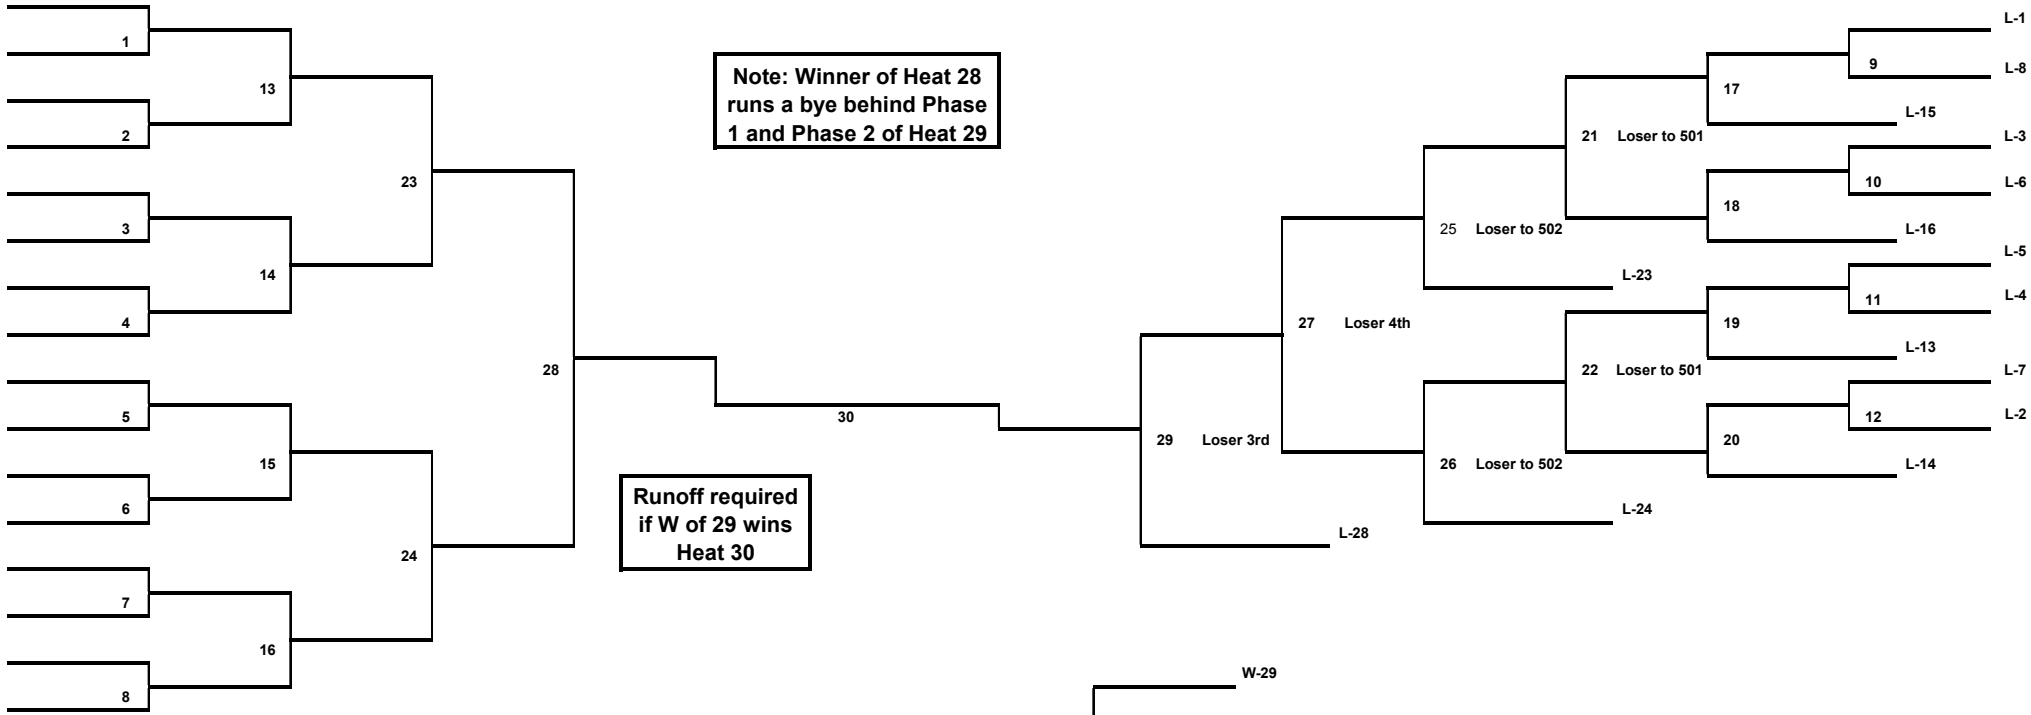 L-1
1
9
L-8
13
17
L-15
Note: Winner of Heat 28
runs a bye behind Phase
1 and Phase 2 of Heat 29
2
21 Loser to 501
L-3
23
10
L-6
18
3
25 Loser to 502
L-16
L-5
14
L-23
11
L-4
4
27 Loser 4th
19
L-13
28
22 Loser to 501
L-7
5
30
12
L-2
29 Loser 3rd
20
15
26 Loser to 502
L-14
Runoff required
if W of 29 wins
Heat 30
6
L-24
24
L-28
7
16
W-29
8